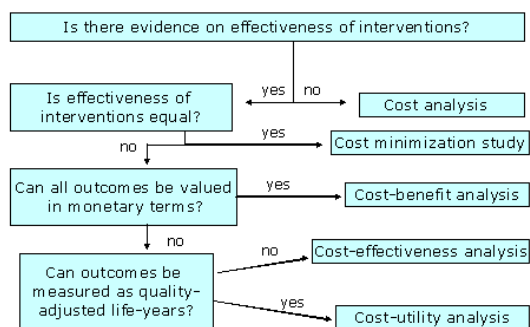 Is there evidence on effectiveness of interventions?
yes no
Is effectiveness of
interventions equal?
Cost analysis
yes
Cost minimization study
no
Can all outcomes be valued
in monetary terms?
yes
Cost-benefit analysis
no
no
Cost-effectiveness analysis
Can outcomes be
measured as quality-
adjusted life-years?
yes
Cost-utility analysis